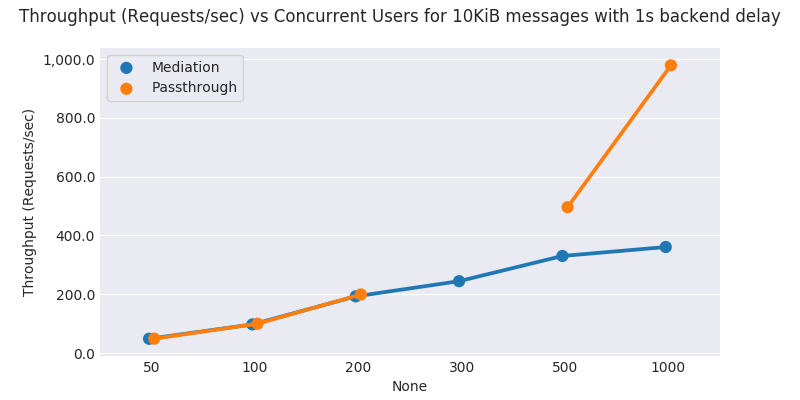 Throughput (Requests/sec) vs Concurrent Users for 10KiB messages with 1s backend delay
Mediation
Passthrough
Throughput (Requests/sec)
1,000.0
800.0
600.0
400.0
200.0
0.0
50 100 200 300 500 1000
None